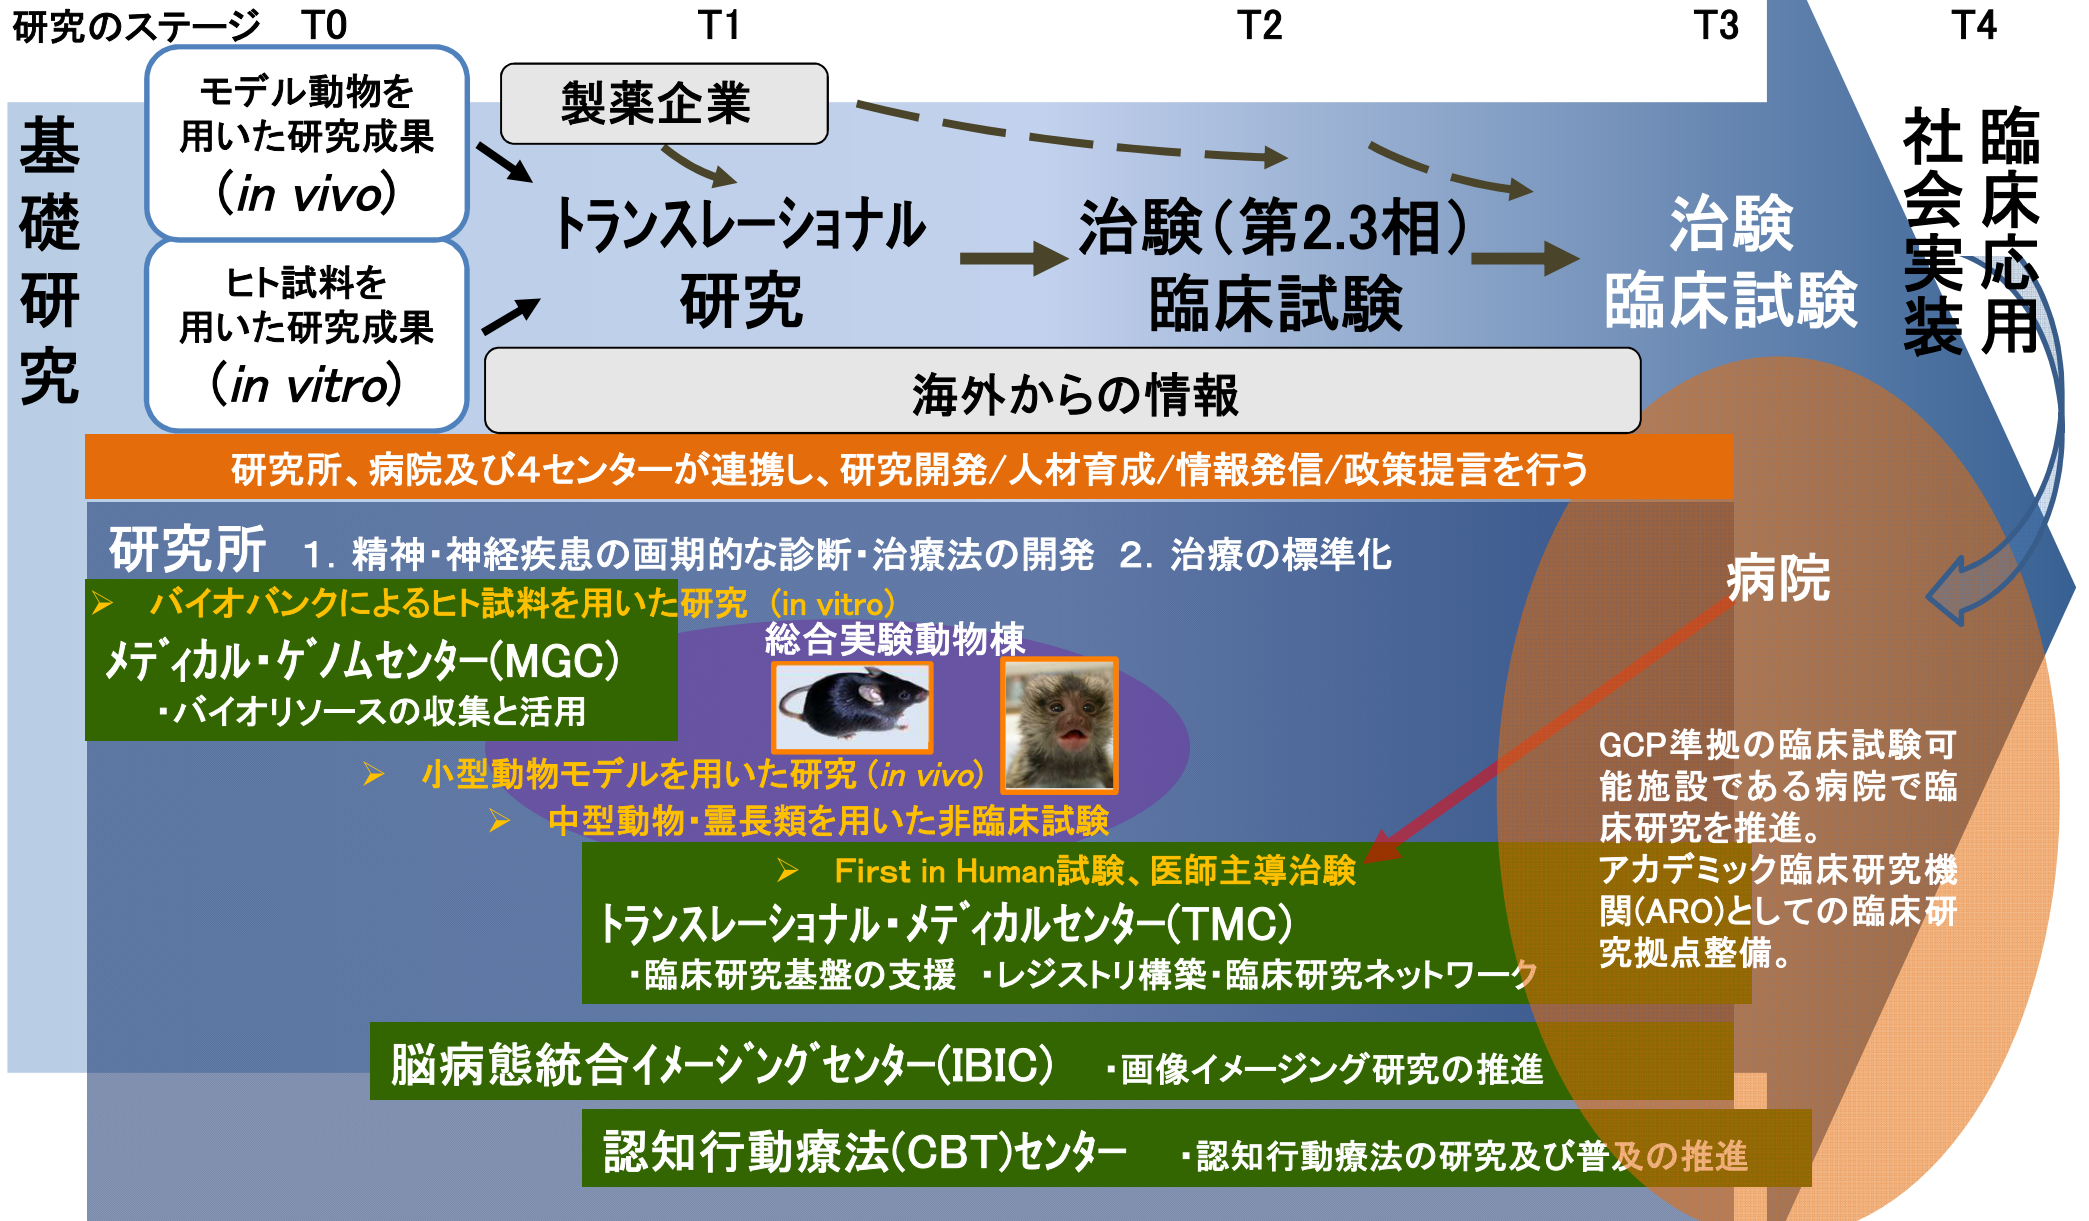 研究のステージ T0 T1 T2 T3 T4
基礎研究
モデル動物を
用いた研究成果
(in vivo)
ヒト試料を
用いた研究成果
(in vitro)
製薬企業
トランスレーショナル
研究
治験(第2.3相)
臨床試験
治験
臨床試験
臨床応用
社会実装
海外からの情報
研究所、病院及び4センターが連携し、研究開発/人材育成/情報発信/政策提言を行う
研究所 1. 精神・神経疾患の画期的な診断・治療法の開発 2. 治療の標準化
➢ バイオバンクによるヒト試料を用いた研究 (in vitro)
メディカル・ゲノムセンター(MGC)
・バイオリソースの収集と活用
総合実験動物棟
➢ 小型動物モデルを用いた研究 (in vivo)
➢ 中型動物・霊長類を用いた非臨床試験
➢ First in Human試験、医師主導治験
トランスレーショナル・メディカルセンター(TMC)
・臨床研究基盤の支援 ・レジストリ構築・臨床研究ネットワーク
脳病態統合イメージングセンター(IBIC) ・画像イメージング研究の推進
認知行動療法(CBT)センター ・認知行動療法の研究及び普及の推進
病院
GCP準拠の臨床試験可
能施設である病院で臨
床研究を推進。
アカデミック臨床研究機
関(ARO)としての臨床研
究拠点整備。